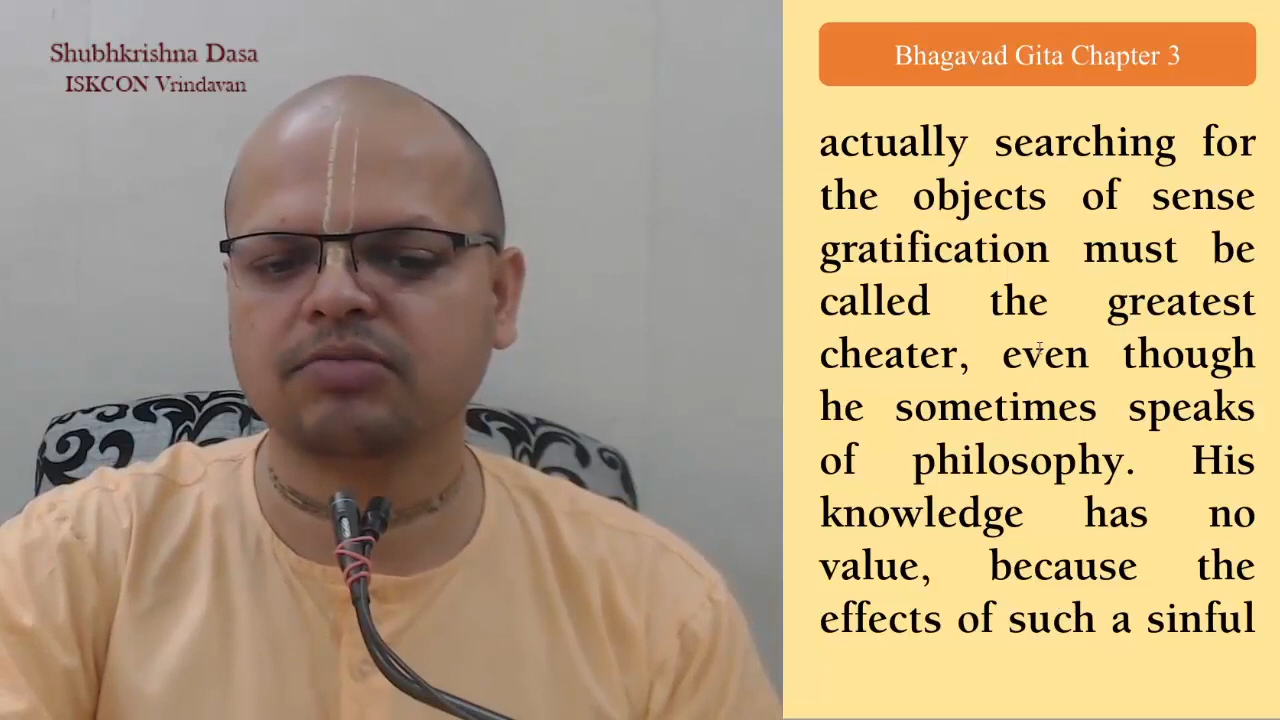 Shubhkrishna Dasa
ISKCON Vrindavan
Bhagavad Gita Chapter 3
actually searching for
the objects of sense
gratification must be
called the greatest
cheater, even though
he sometimes speaks
of philosophy. His
knowledge has no
value, because the
effects of such a sinful